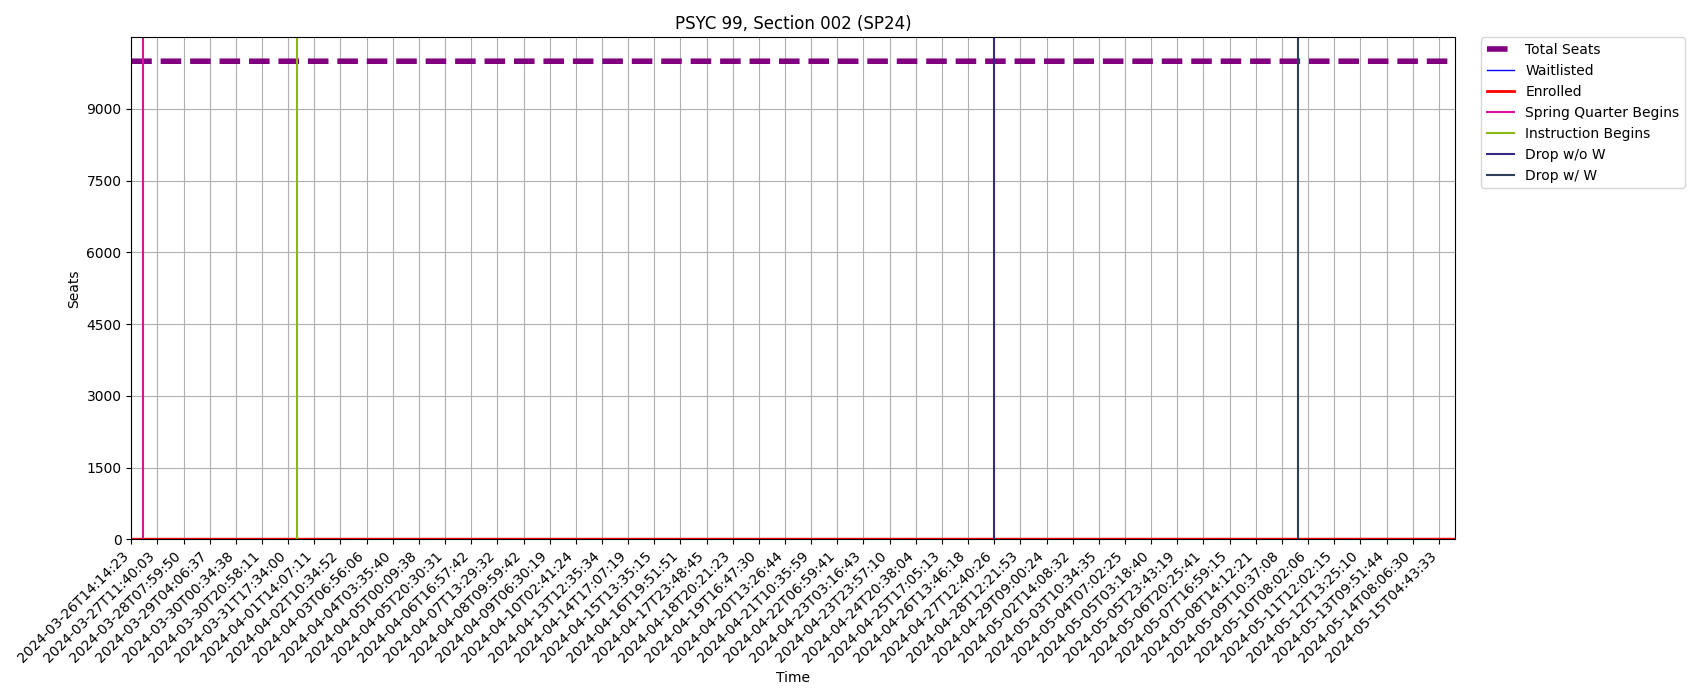 PSYC 99, Section 002 (SP24)
Total Seats
Waitlisted
Enrolled
Spring Quarter Begins
Instruction Begins
Drop w/o W
Drop w/ W
Seats
9000
7500
6000
4500
3000
1500
0
2024-03-26T14:14:23
2024-03-27T11:40:03
2024-03-28T07:59:50
2024-03-29T04:06:37
2024-03-30T00:34:38
2024-03-30T20:58:11
2024-03-31T17:34:00
2024-04-01T14:07:11
2024-04-02T10:34:52
2024-04-03T06:56:06
2024-04-04T03:35:40
2024-04-05T00:09:38
2024-04-05T20:30:31
2024-04-06T16:57:42
2024-04-07T13:29:32
2024-04-08T09:59:42
2024-04-09T06:30:19
2024-04-10T02:41:24
2024-04-13T12:35:34
2024-04-14T17:07:19
2024-04-15T13:35:15
2024-04-16T19:51:51
2024-04-17T23:48:45
2024-04-18T20:21:23
2024-04-19T16:47:30
2024-04-20T13:26:44
2024-04-21T10:35:59
2024-04-22T06:59:41
2024-04-23T03:16:43
2024-04-23T23:57:10
2024-04-24T20:38:04
2024-04-25T17:05:13
2024-04-26T13:46:18
2024-04-27T12:40:26
2024-04-28T12:21:53
2024-04-29T09:00:24
2024-05-02T14:08:32
2024-05-03T10:34:35
2024-05-04T07:02:25
2024-05-05T03:18:40
2024-05-05T23:43:19
2024-05-06T20:25:41
2024-05-07T16:59:15
2024-05-08T14:12:21
2024-05-09T10:37:08
2024-05-10T08:02:06
2024-05-11T12:02:15
2024-05-12T13:25:10
2024-05-13T09:51:44
2024-05-14T08:06:30
2024-05-15T04:43:33
Time